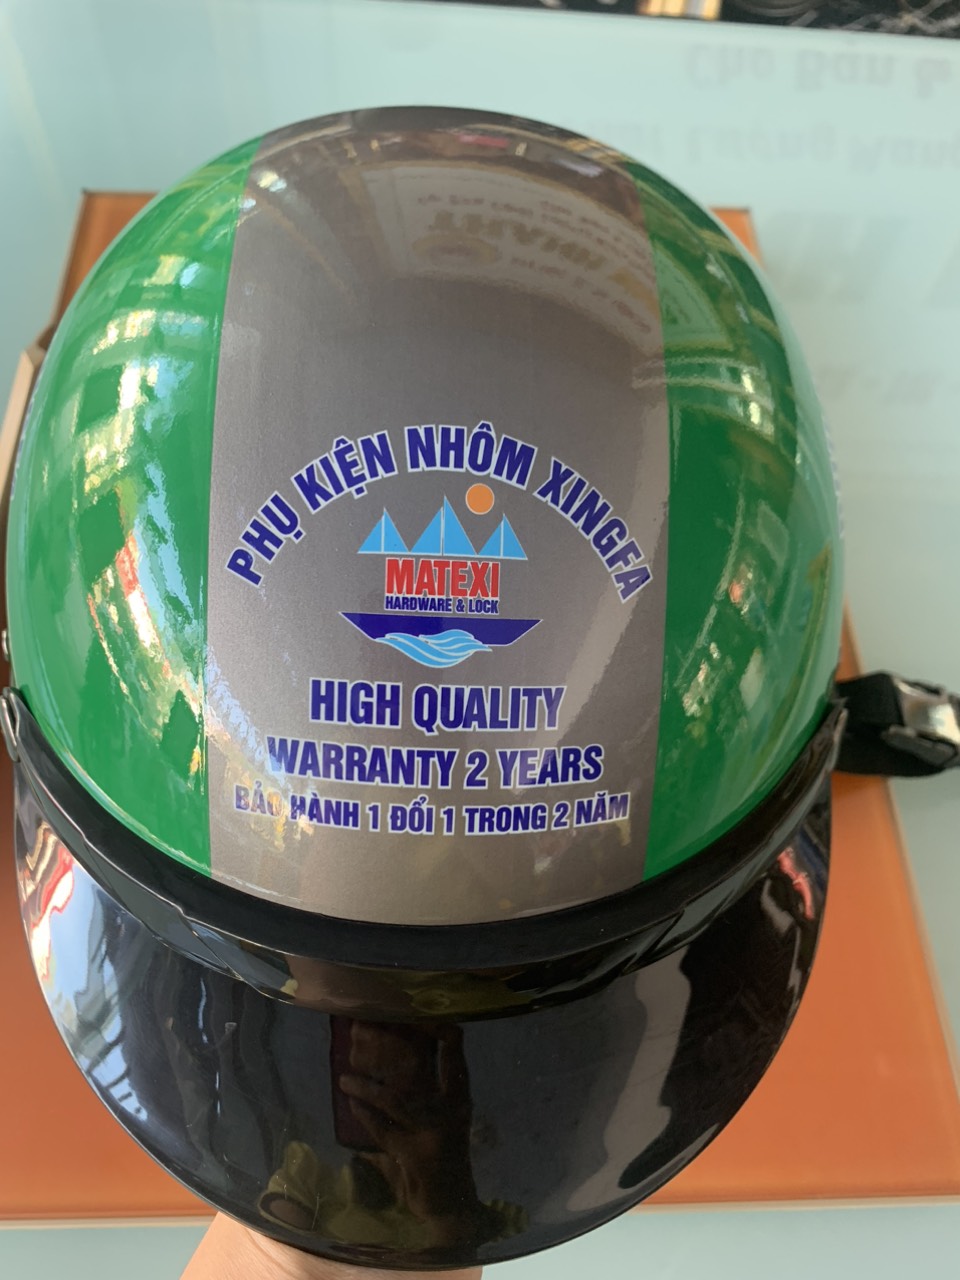 PHỤ KIỆN NHÔM XINGFA
MATEXI
HARDWARE & LOCK
HIGH QUALITY
WARRANTY 2 YEARS
BẢO HÀNH 1 ĐỔI 1 TRONG 2 NĂM